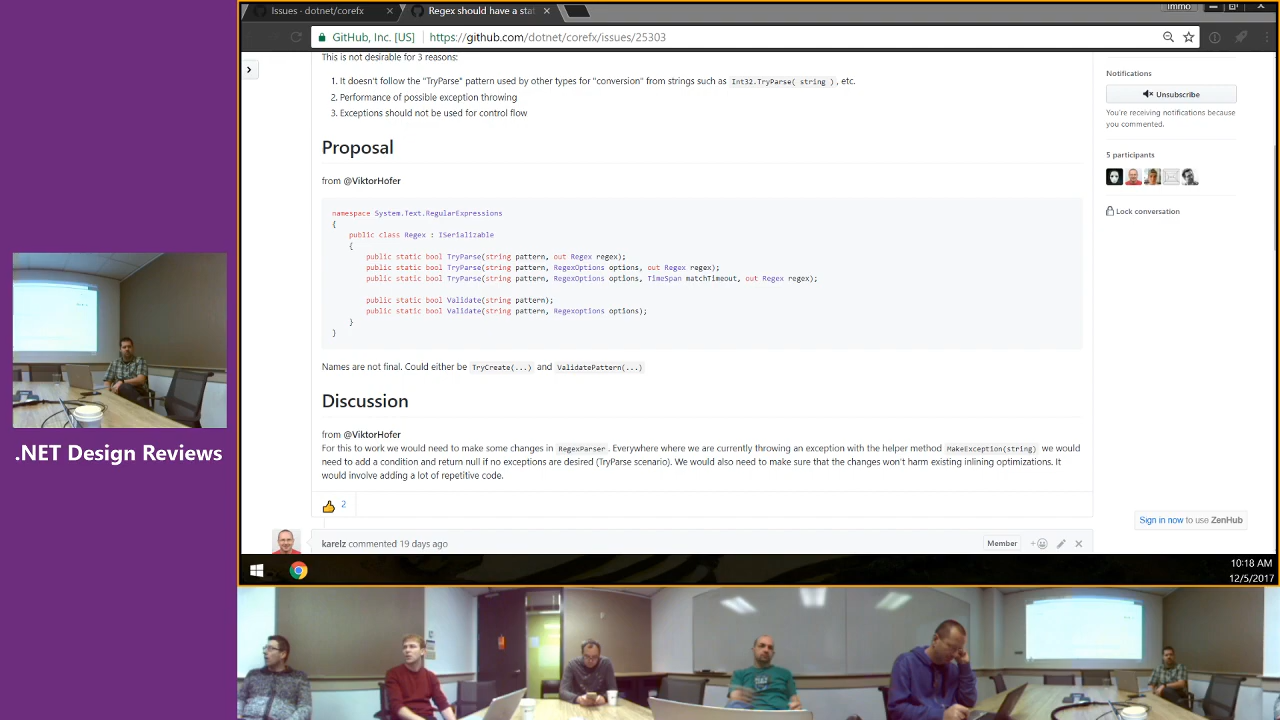 Issues · dotnet/corefx
Regex should have a sta
Immo
GitHub, Inc. [US]
https://github.com/dotnet/corefx/issues/25303
This is not desirable for 3 reasons:
1. It doesn't follow the "TryParse" pattern used by other types for "conversion" from strings such as Int32.TryParse( string ), etc.
2. Performance of possible exception throwing
3. Exceptions should not be used for control flow
Proposal
from @ViktorHofer
namespace System.Text.RegularExpressions
{
public class Regex : ISerializable
{
public static bool TryParse(string pattern, out Regex regex);
public static bool TryParse(string pattern, RegexOptions options, out Regex regex);
public static bool TryParse(string pattern, RegexOptions options, TimeSpan matchTimeout, out Regex regex);
public static bool Validate(string pattern);
public static bool Validate(string pattern, Regexoptions options);
}
}
Names are not final. Could either be TryCreate(...) and ValidatePattern(...)
Discussion
from @ViktorHofer
For this to work we would need to make some changes in RegexParser. Everywhere where we are currently throwing an exception with the helper method MakeException(string) we would
need to add a condition and return null if no exceptions are desired (TryParse scenario). We would also need to make sure that the changes won't harm existing inlining optimizations. It
would involve adding a lot of repetitive code.
2
karelz commented 19 days ago
Member
Notifications
Unsubscribe
You're receiving notifications because
you commented.
5 participants
Lock conversation
Sign in now to use ZenHub
10:18 AM
12/5/2017
.NET Design Reviews